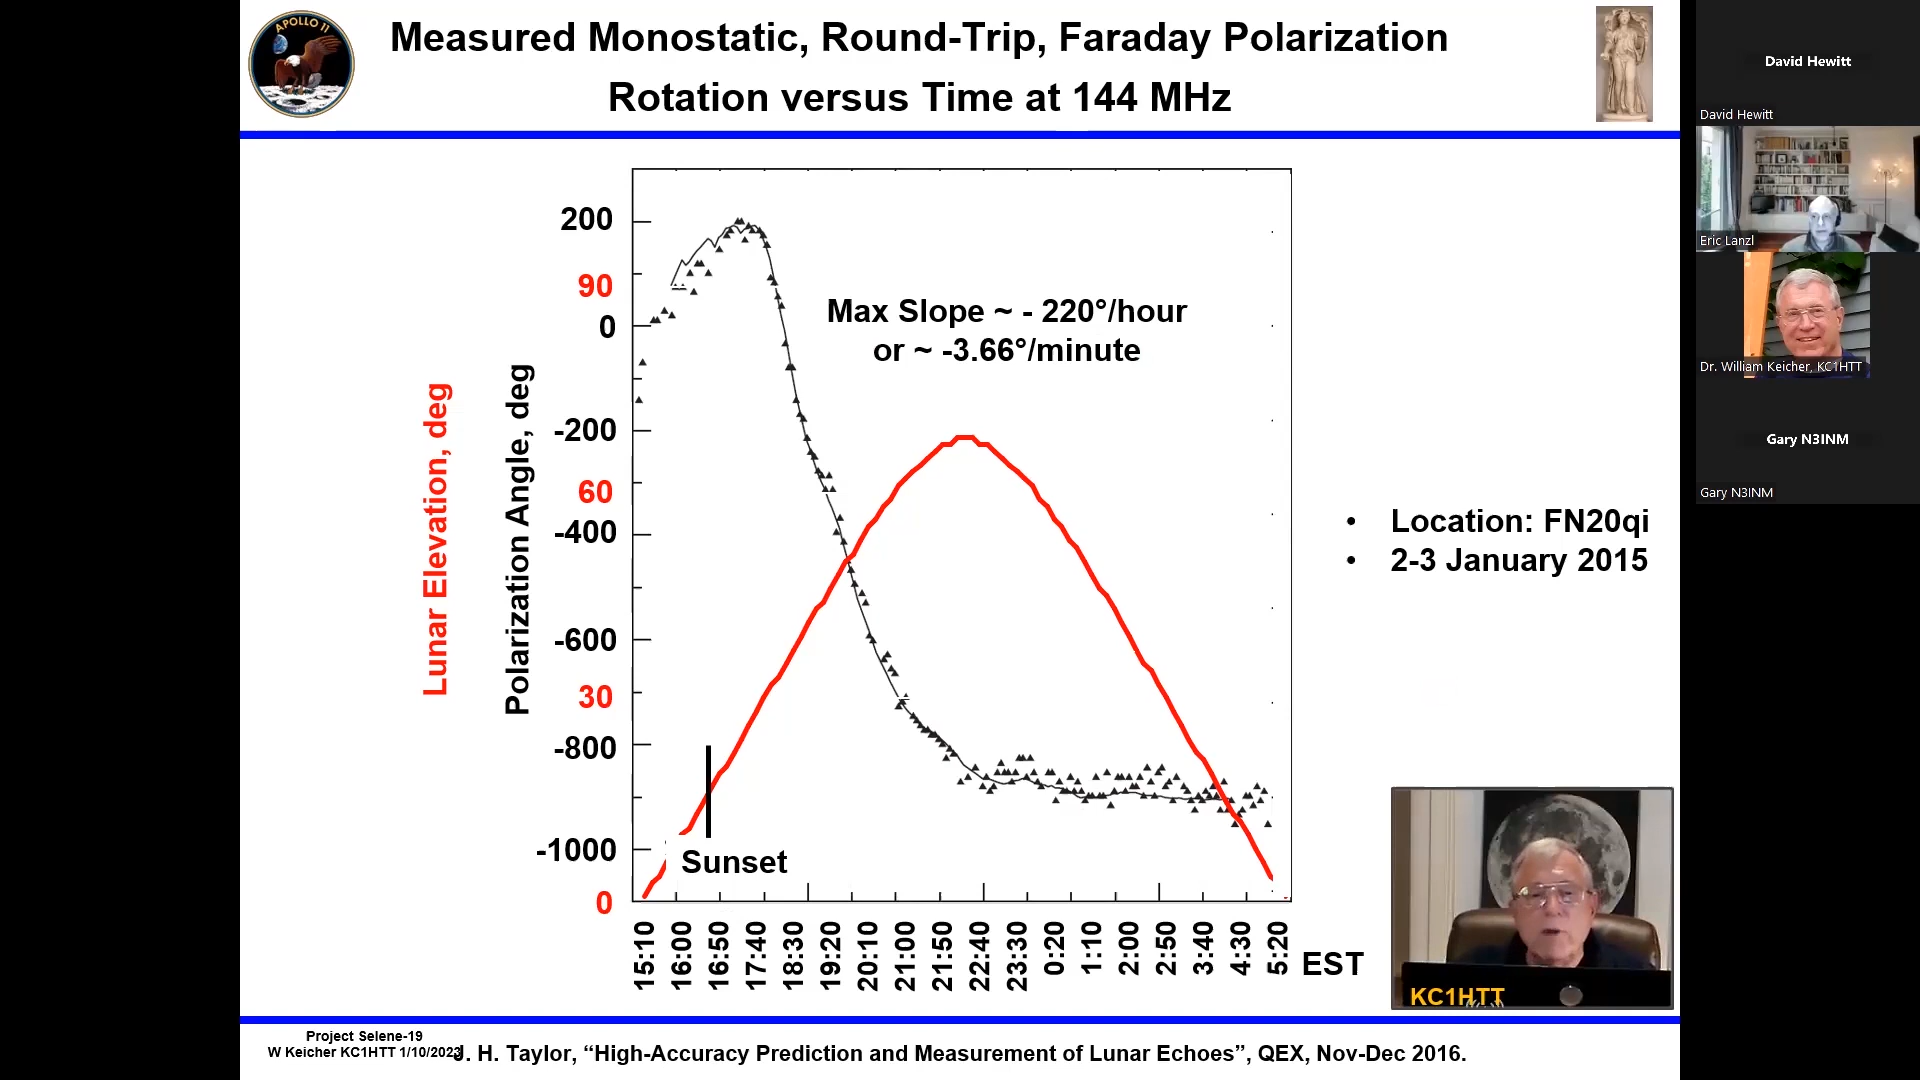 APOLLO 11
Measured Monostatic, Round-Trip, Faraday Polarization
Rotation versus Time at 144 MHz
David Hewitt
David Hewitt
Eric Lanzl
Dr. William Keicher, KC1HTT
Gary N3INM
Gary N3INM
Lunar Elevation, deg
Polarization Angle, deg
200
90
0
-200
60
-400
-600
30
-800
-1000
0
Max Slope ~ - 220°/hour
or ~ -3.66°/minute
Sunset
15:10
16:00
16:50
17:40
18:30
19:20
20:10
21:00
21:50
22:40
23:30
0:20
1:10
2:00
2:50
3:40
4:30
5:20
EST
• Location: FN20qi
• 2-3 January 2015
KC1HTT
Project Selene-19
W Keicher KC1HTT 1/10/2023
J. H. Taylor, “High-Accuracy Prediction and Measurement of Lunar Echoes”, QEX, Nov-Dec 2016.